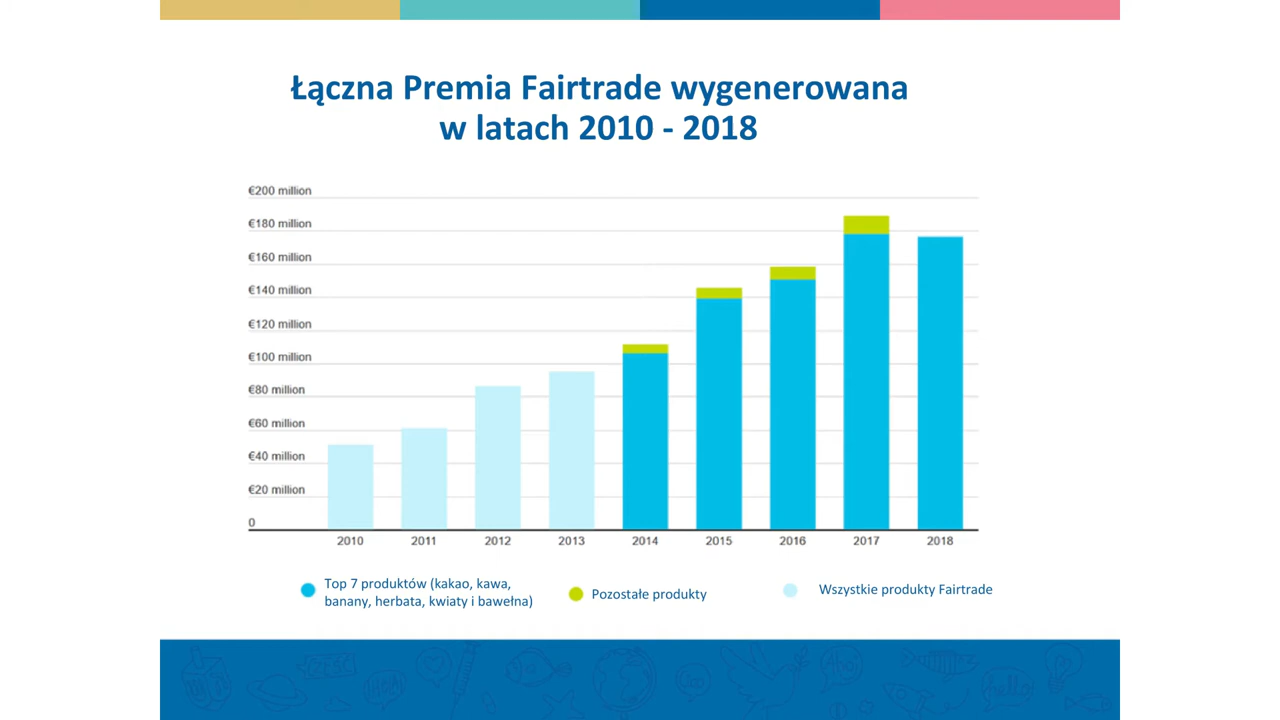 Łączna Premia Fairtrade wygenerowana
w latach 2010 - 2018
€200 million
€180 million
€160 million
€140 million
€120 million
€100 million
€80 million
€60 million
€40 million
€20 million
0
2010 2011 2012 2013 2014 2015 2016 2017 2018
Top 7 produktów (kakao, kawa,
banany, herbata, kwiaty i bawełna)
Pozostałe produkty
Wszystkie produkty Fairtrade
hello!